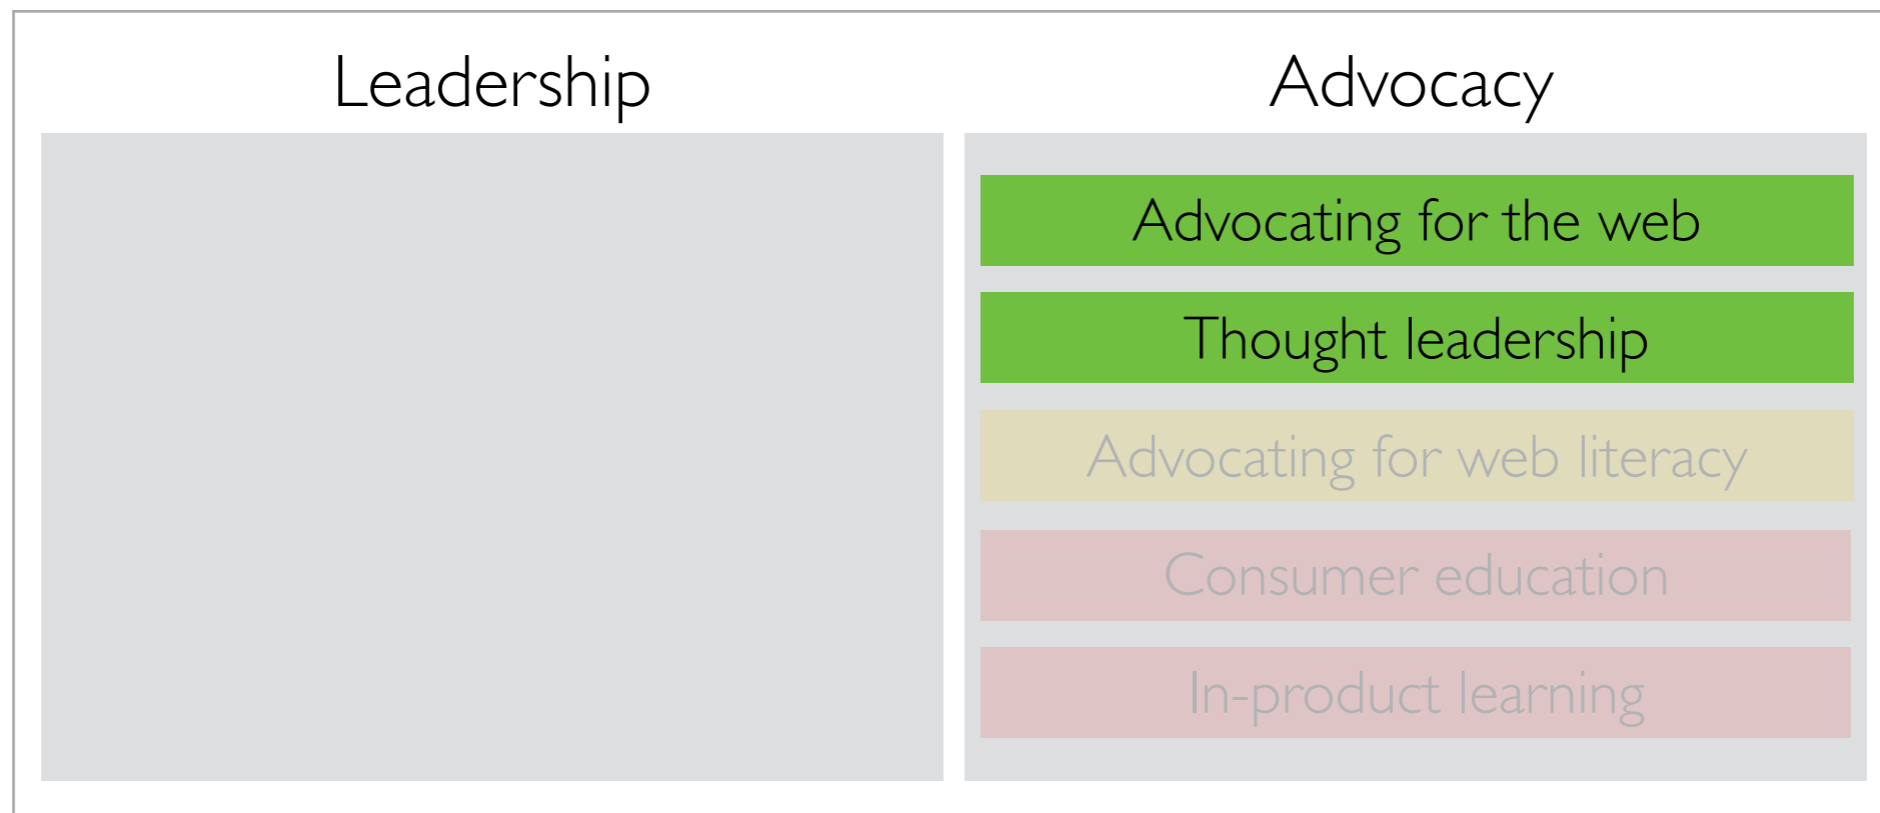 Leadership
Advocacy
Advocating for the web
Thought leadership
Advocating for web literacy
Consumer education
In-product learning